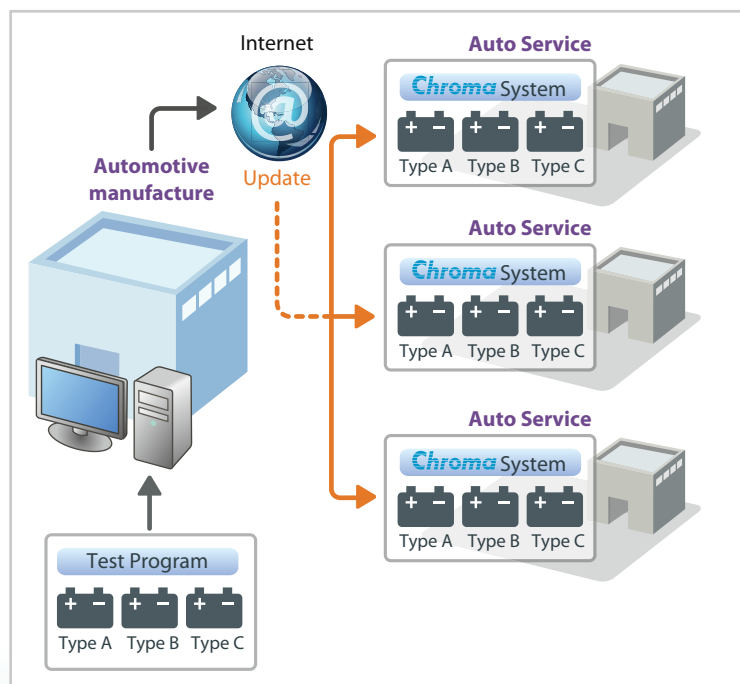 Internet
Update
Automotive
manufacture
Test Program
Type A Type B Type C
Auto Service
Chroma System
Type A Type B Type C
Auto Service
Chroma System
Type A Type B Type C
Auto Service
Chroma System
Type A Type B Type C